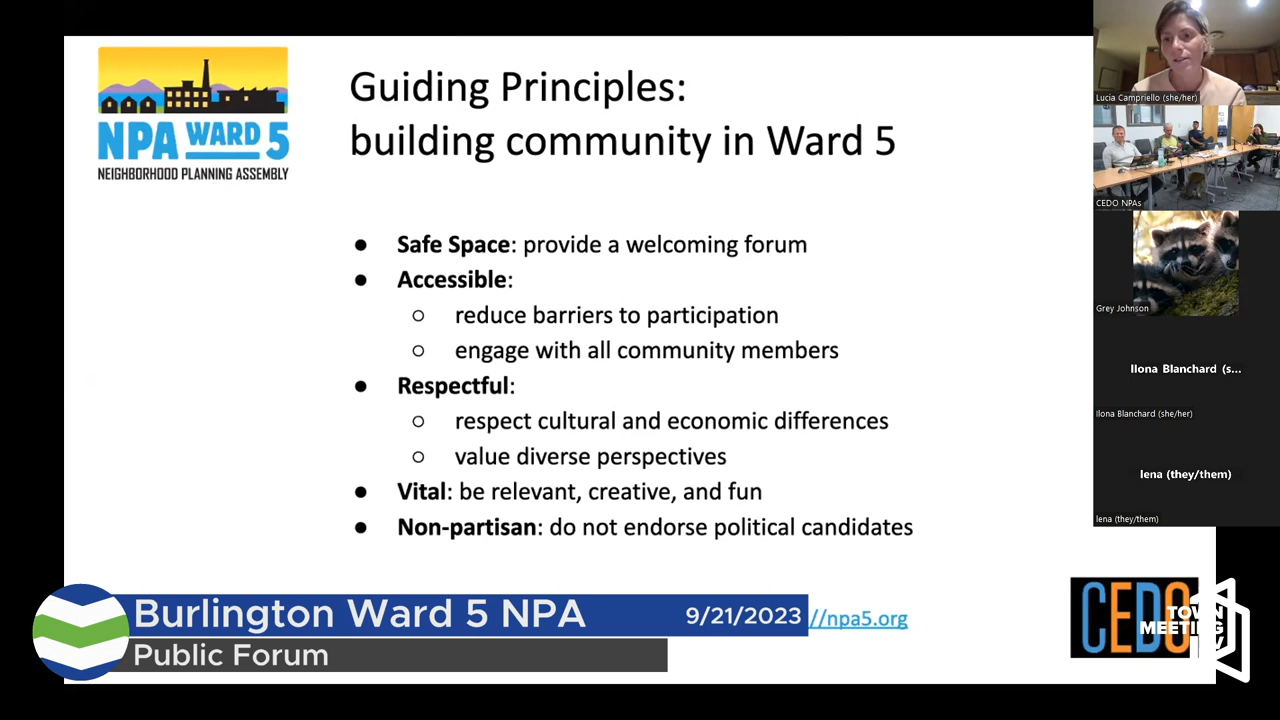 NPA WARD 5
NEIGHBORHOOD PLANNING ASSEMBLY
Guiding Principles:
building community in Ward 5
● Safe Space: provide a welcoming forum
● Accessible:
○ reduce barriers to participation
○ engage with all community members
● Respectful:
○ respect cultural and economic differences
○ value diverse perspectives
● Vital: be relevant, creative, and fun
● Non-partisan: do not endorse political candidates
Lucia Campriello (she/her)
CEDO NPAs
Grey Johnson
Ilona Blanchard (s...
Ilona Blanchard (she/her)
lena (they/them)
lena (they/them)
Burlington Ward 5 NPA
9/21/2023
//npa5.org
Public Forum
CEDO
TOWN
MEETING